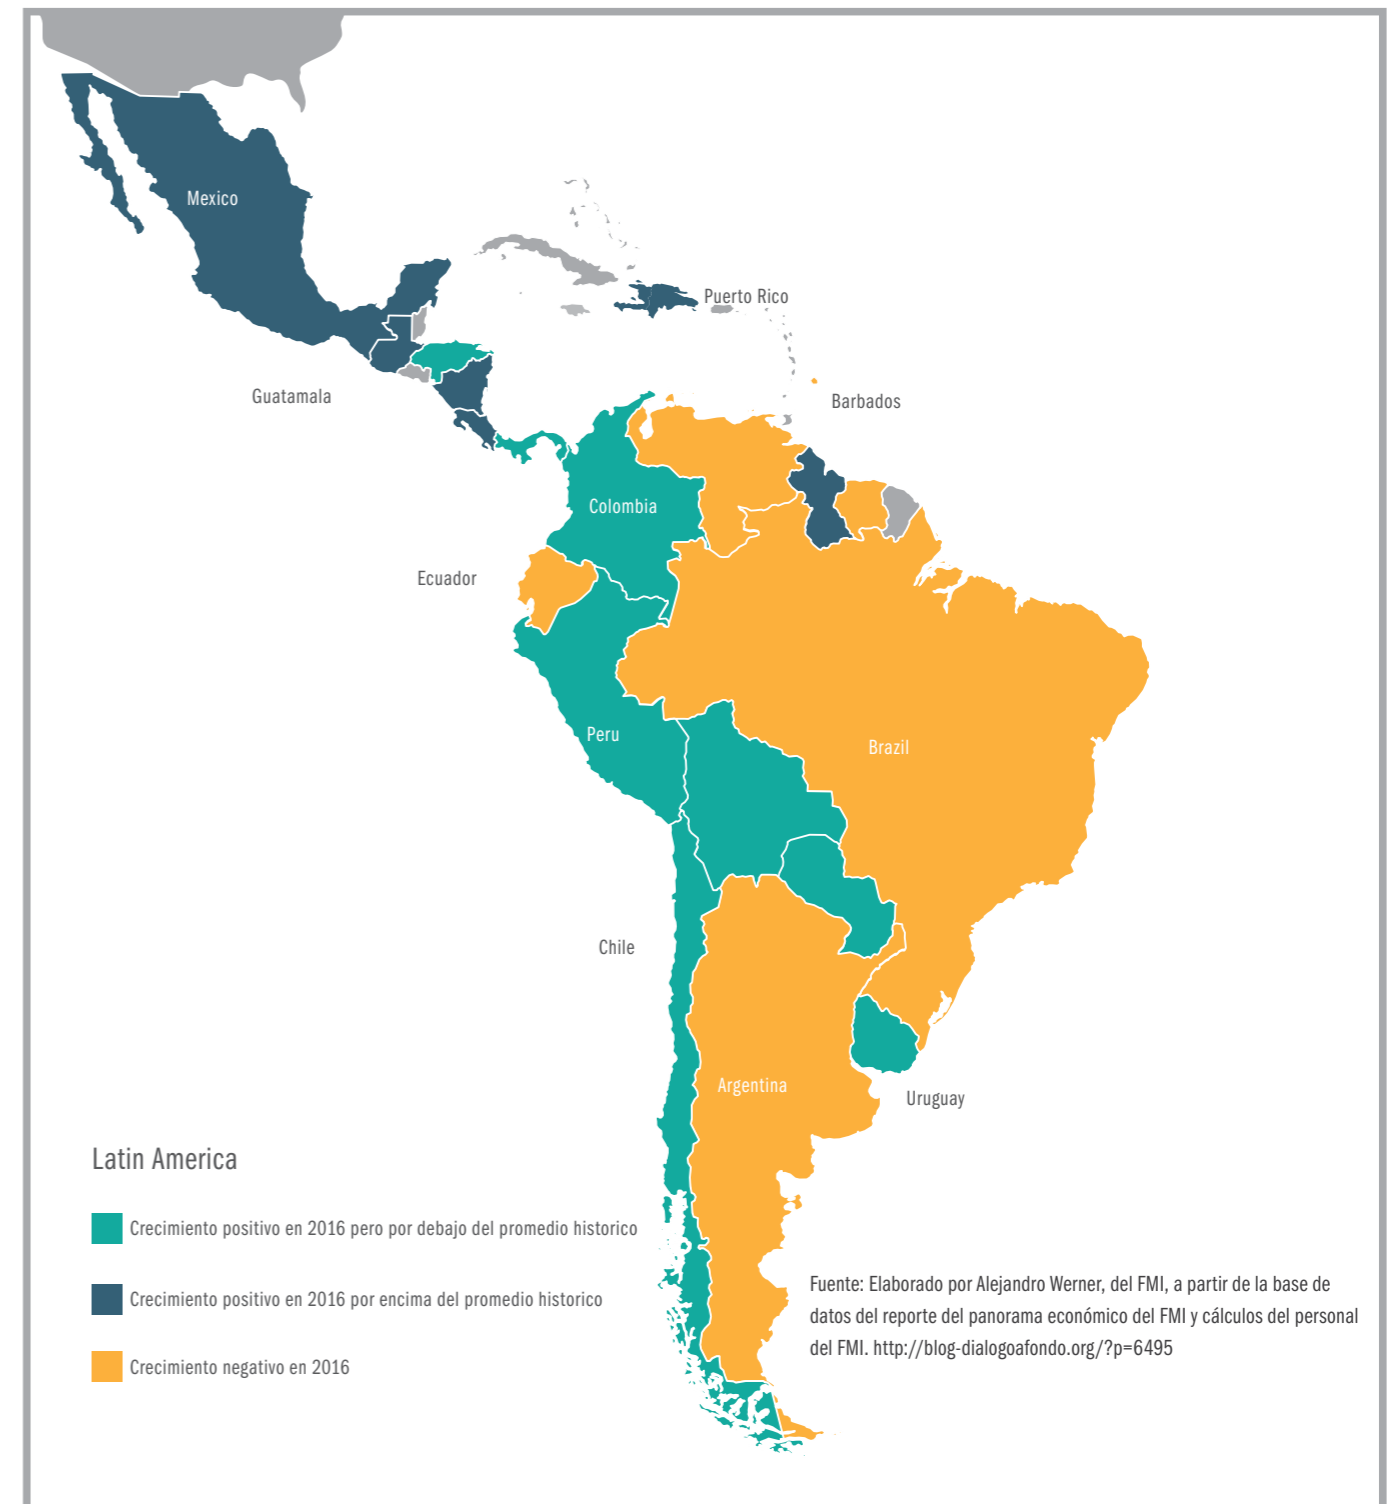 Mexico
Puerto Rico
Guatamala
Barbados
Colombia
Ecuador
Peru
Brazil
Chile
Argentina
Uruguay
Latin America
Crecimiento positivo en 2016 pero por debajo del promedio historico
Crecimiento positivo en 2016 por encima del promedio historico
Crecimiento negativo en 2016
Fuente: Elaborado por Alejandro Werner, del FMI, a partir de la base de
datos del reporte del panorama económico del FMI y cálculos del personal
del FMI. http://blog-dialogoafondo.org/?p=6495